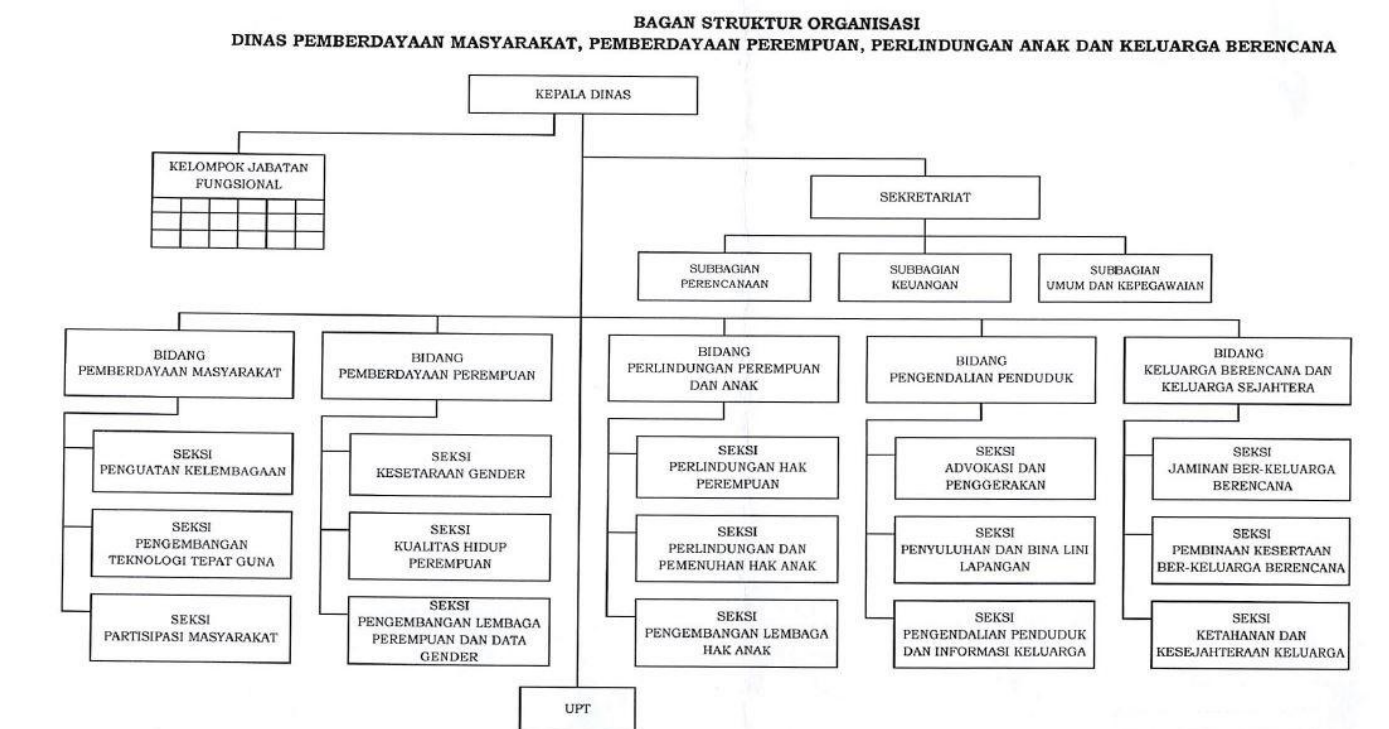 BAGAN STRUKTUR ORGANISASI
DINAS PEMBERDAYAAN MASYARAKAT, PEMBERDAYAAN PEREMPUAN, PERLINDUNGAN ANAK DAN KELUARGA BERENCANA
KEPALA DINAS
KELOMPOK JABATAN
FUNGSIONAL
SEKRETARIAT
SUBBAGIAN
PERENCANAAN
SUBBAGIAN
KEUANGAN
SUBBAGIAN
UMUM DAN KEPEGAWAIAN
BIDANG
PEMBERDAYAAN MASYARAKAT
BIDANG
PEMBERDAYAAN PEREMPUAN
BIDANG
PERLINDUNGAN PEREMPUAN
DAN ANAK
BIDANG
PENGENDALIAN PENDUDUK
BIDANG
KELUARGA BERENCANA DAN
KELUARGA SEJAHTERA
SEKSI
PENGUATAN KELEMBAGAAN
SEKSI
KESETARAAN GENDER
SEKSI
PERLINDUNGAN HAK
PEREMPUAN
SEKSI
ADVOKASI DAN
PENGGERAKAN
SEKSI
JAMINAN BER-KELUARGA
BERENCANA
SEKSI
PENGEMBANGAN
TEKNOLOGI TEPAT GUNA
SEKSI
KUALITAS HIDUP
PEREMPUAN
SEKSI
PERLINDUNGAN DAN
PEMENUHAN HAK ANAK
SEKSI
PENYULUHAN DAN BINA LINI
LAPANGAN
SEKSI
PEMBINAAN KESERTAAN
BER-KELUARGA BERENCANA
SEKSI
PARTISIPASI MASYARAKAT
SEKSI
PENGEMBANGAN LEMBAGA
PEREMPUAN DAN DATA
GENDER
SEKSI
PENGEMBANGAN LEMBAGA
HAK ANAK
SEKSI
PENGENDALIAN PENDUDUK
DAN INFORMASI KELUARGA
SEKSI
KETAHANAN DAN
KESEJAHTERAAN KELUARGA
UPT